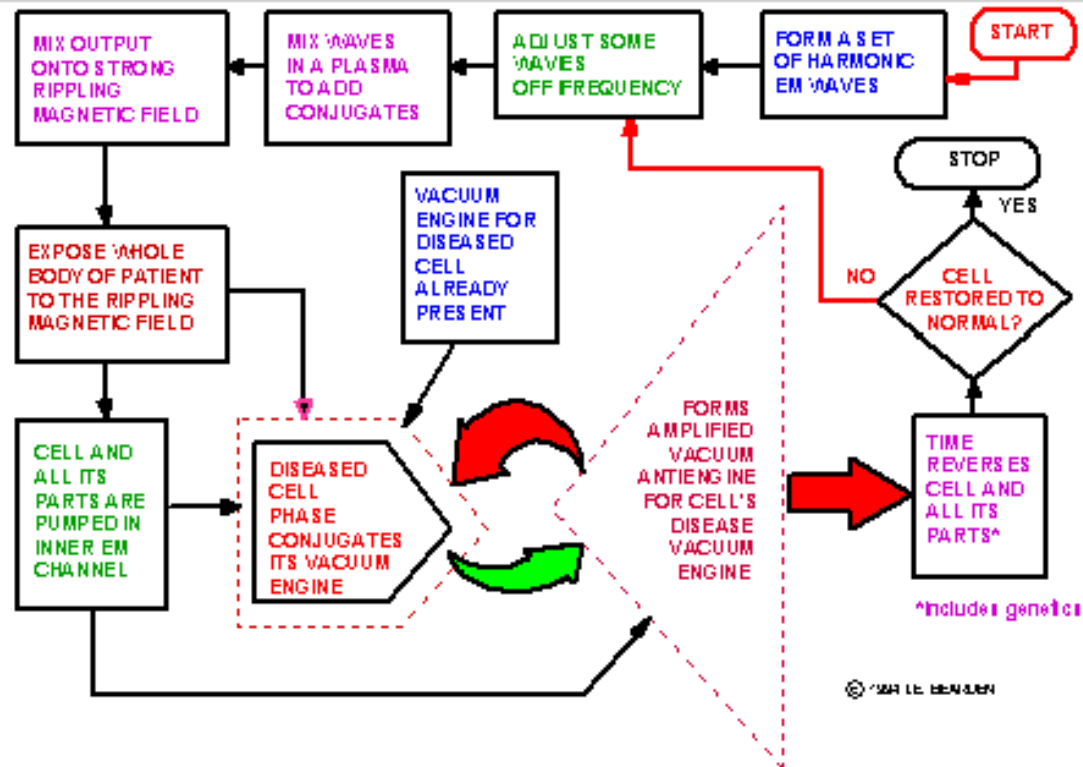 START
FORM A SET
OF HARMONIC
EM WAVES
ADJUST SOME
WAVES
OFF FREQUENCY
MIX WAVES
IN A PLASMA
TO ADD
CONJUGATES
MIX OUTPUT
ONTO STRONG
RIPPLING
MAGNETIC FIELD
EXPOSE WHOLE
BODY OF PATIENT
TO THE RIPPLING
MAGNETIC FIELD
CELL AND
ALL ITS
PARTS ARE
PUMPED IN
INNER EM
CHANNEL
VACUUM
ENGINE FOR
DISEASED
CELL
ALREADY
PRESENT
DISEASED
CELL
PHASE
CONJUGATES
ITS VACUUM
ENGINE
FORMS
AMPLIFIED
VACUUM
ANTIENGINE
FOR CELL'S
DISEASE
VACUUM
ENGINE
TIME
REVERSES
CELL AND
ALL ITS
PARTS*
*Includes genetics
CELL
RESTORED TO
NORMAL?
NO
YES
STOP
© BEARDEN